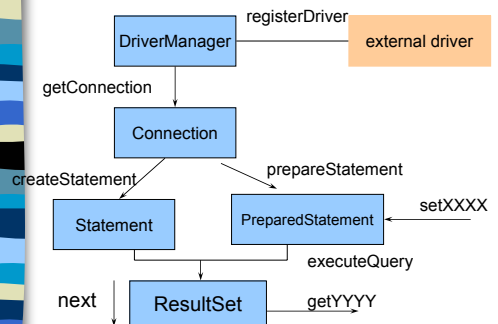 registerDriver
DriverManager
external driver
getConnection
Connection
createStatement
prepareStatement
Statement
PreparedStatement
setXXXX
executeQuery
next
ResultSet
getYYYY